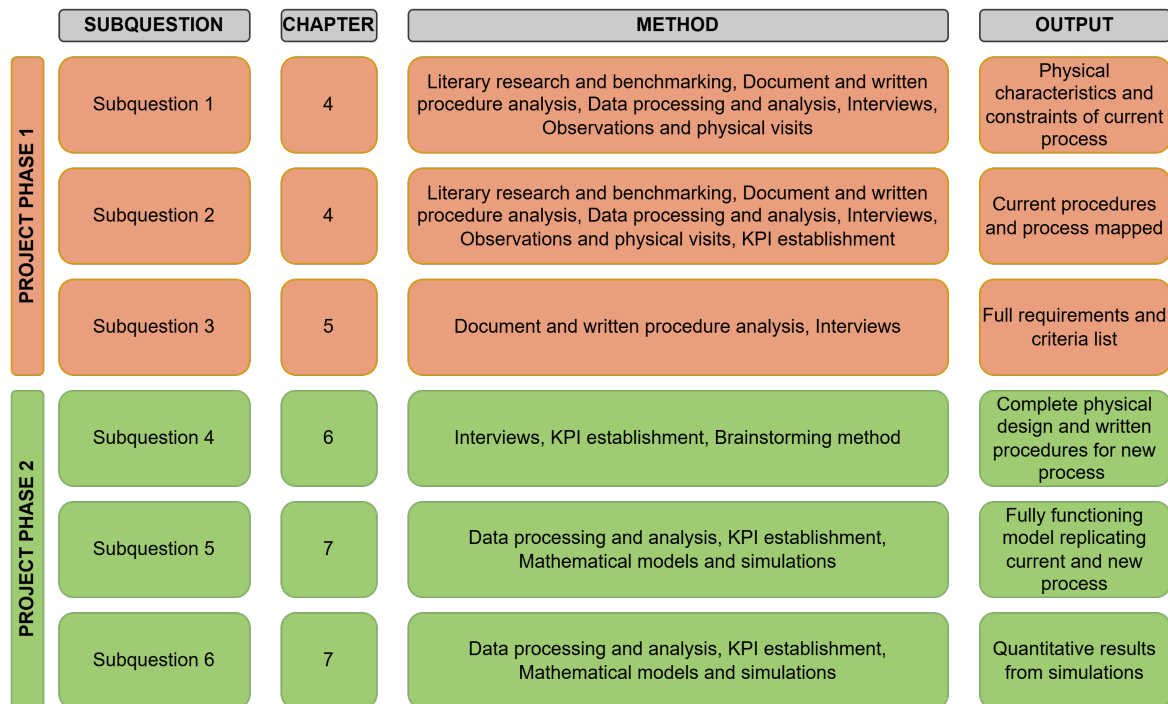 SUBQUESTION CHAPTER METHOD OUTPUT
PROJECT PHASE 1
Subquestion 1
4
Literary research and benchmarking, Document and written
procedure analysis, Data processing and analysis, Interviews,
Observations and physical visits
Physical
characteristics and
constraints of current
process
Subquestion 2
4
Literary research and benchmarking, Document and written
procedure analysis, Data processing and analysis, Interviews,
Observations and physical visits, KPI establishment
Current procedures
and process mapped
Subquestion 3
5
Document and written procedure analysis, Interviews
Full requirements and
criteria list
PROJECT PHASE 2
Subquestion 4
6
Interviews, KPI establishment, Brainstorming method
Complete physical
design and written
procedures for new
process
Subquestion 5
7
Data processing and analysis, KPI establishment,
Mathematical models and simulations
Fully functioning
model replicating
current and new
process
Subquestion 6
7
Data processing and analysis, KPI establishment,
Mathematical models and simulations
Quantitative results
from simulations